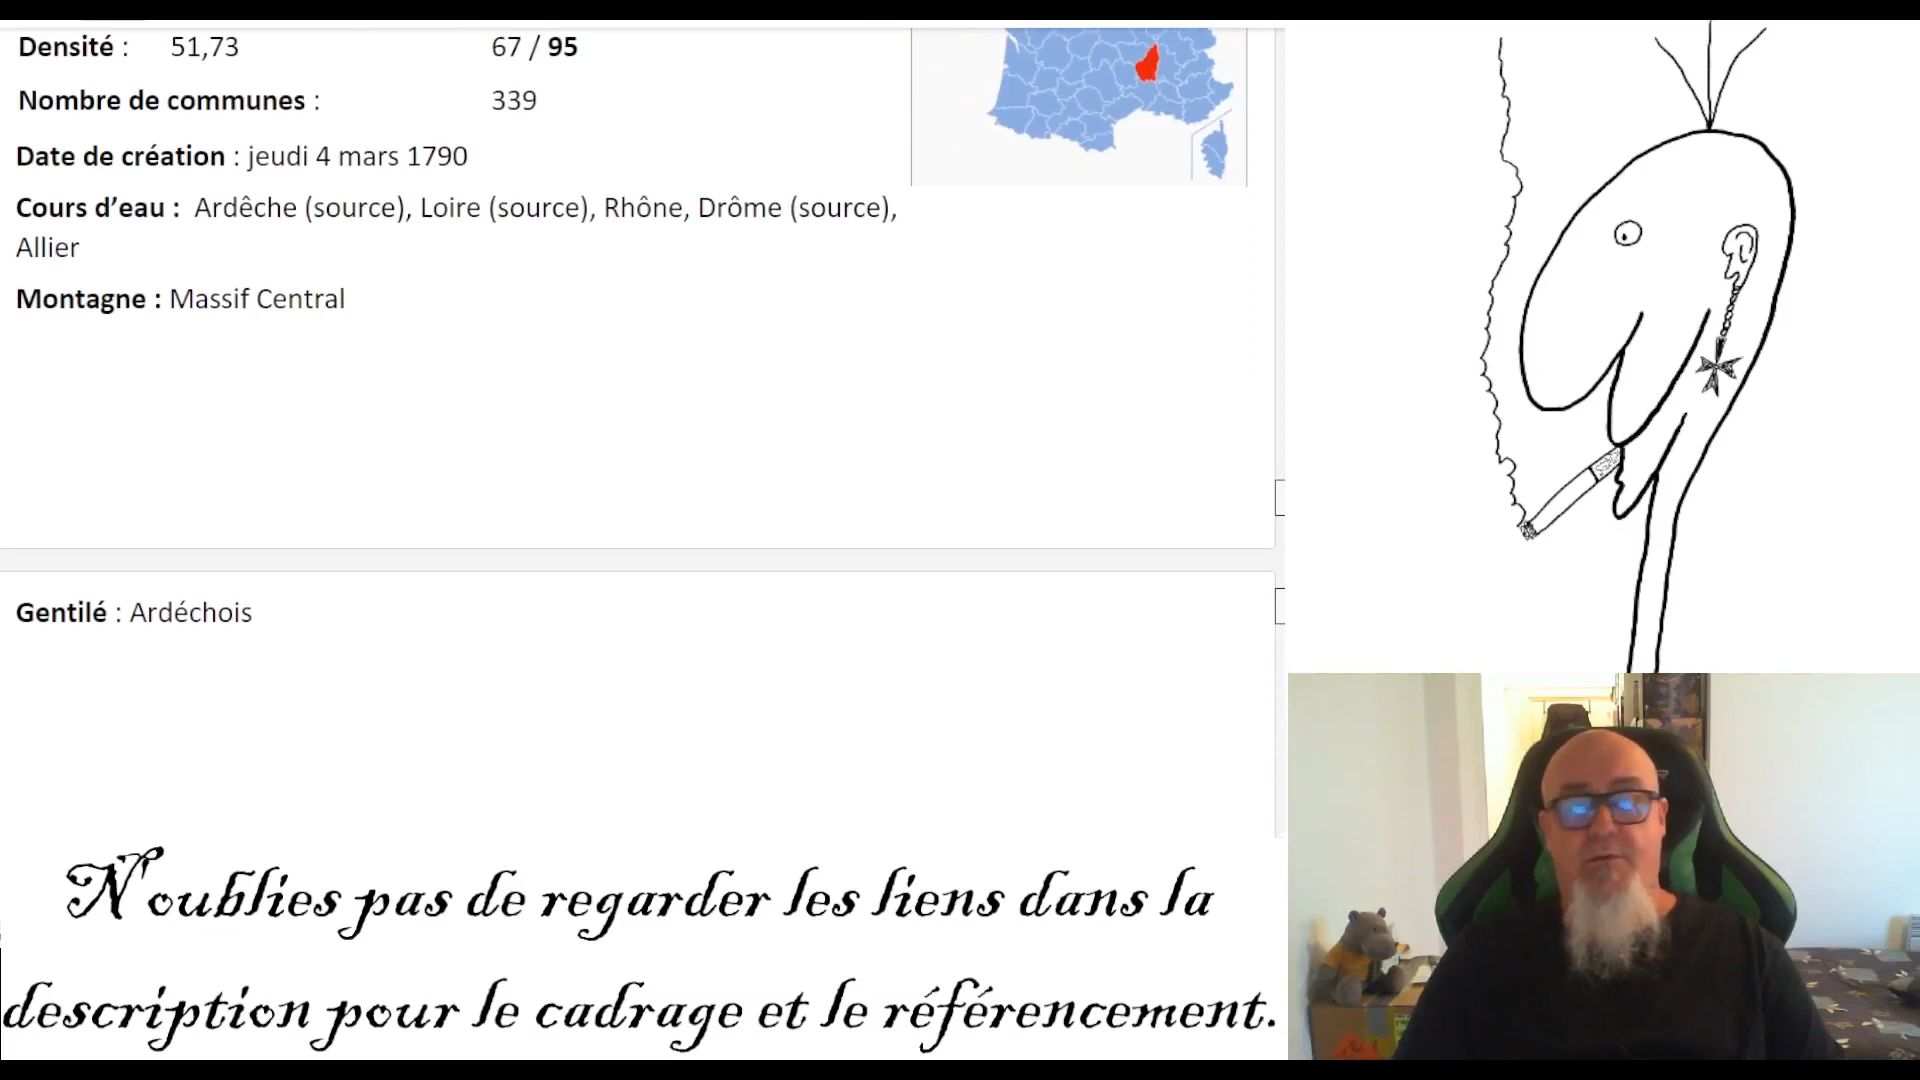 Densité : 51,73 67 / 95
Nombre de communes : 339
Date de création : jeudi 4 mars 1790
Cours d’eau : Ardêche (source), Loire (source), Rhône, Drôme (source),
Allier
Montagne : Massif Central
Gentilé : Ardéchois
N'oublies pas de regarder les liens dans la
description pour le cadrage et le référencement.